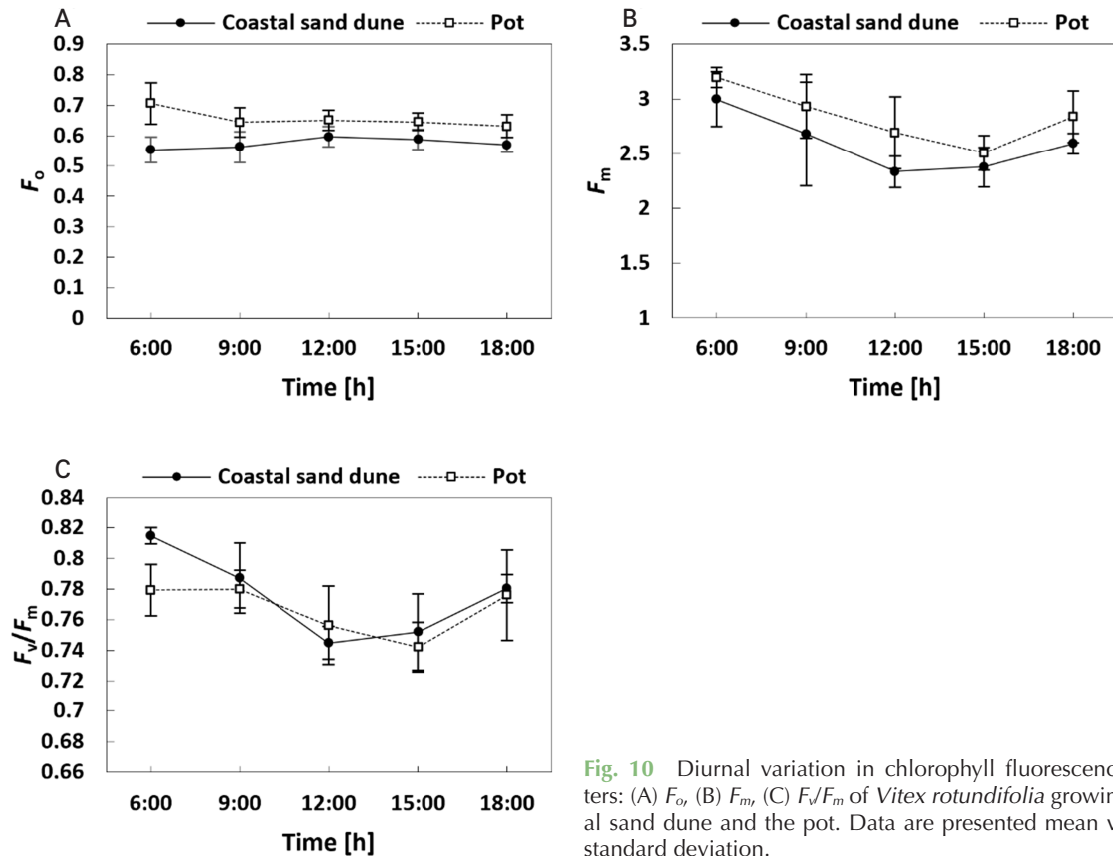 A
Coastal sand dune Pot
0.9
0.8
0.7
0.6
0.5
0.4
0.3
0.2
0.1
0
Fo
6:00 9:00 12:00 15:00 18:00
Time [h]
B
Coastal sand dune Pot
3.5
3
2.5
2
1.5
1
Fm
6:00 9:00 12:00 15:00 18:00
Time [h]
C
Coastal sand dune Pot
0.84
0.82
0.8
0.78
0.76
0.74
0.72
0.7
0.68
0.66
Fv/Fm
6:00 9:00 12:00 15:00 18:00
Time [h]
Fig. 10 Diurnal variation in chlorophyll fluorescenc
ters: (A) Fo, (B) Fm, (C) Fv/Fm of Vitex rotundifolia growin
al sand dune and the pot. Data are presented mean v
standard deviation.